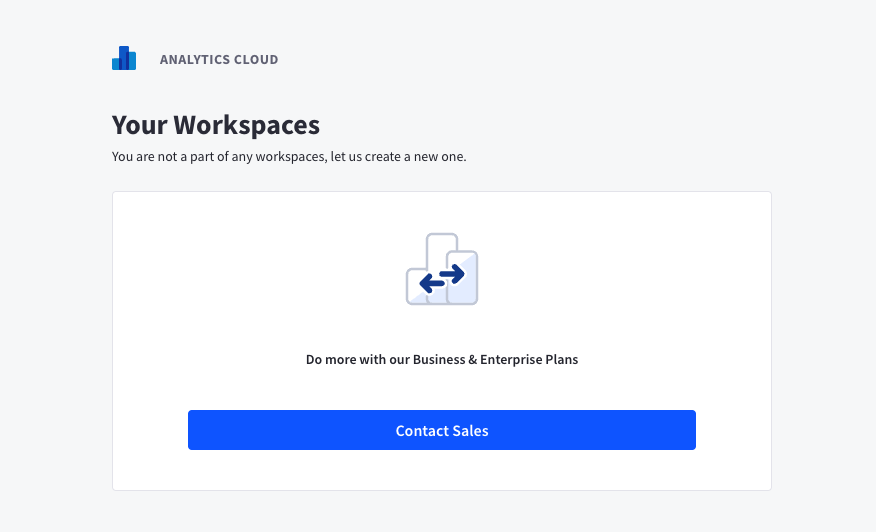 ANALYTICS CLOUD
Your Workspaces
You are not a part of any workspaces, let us create a new one.
Do more with our Business & Enterprise Plans
Contact Sales